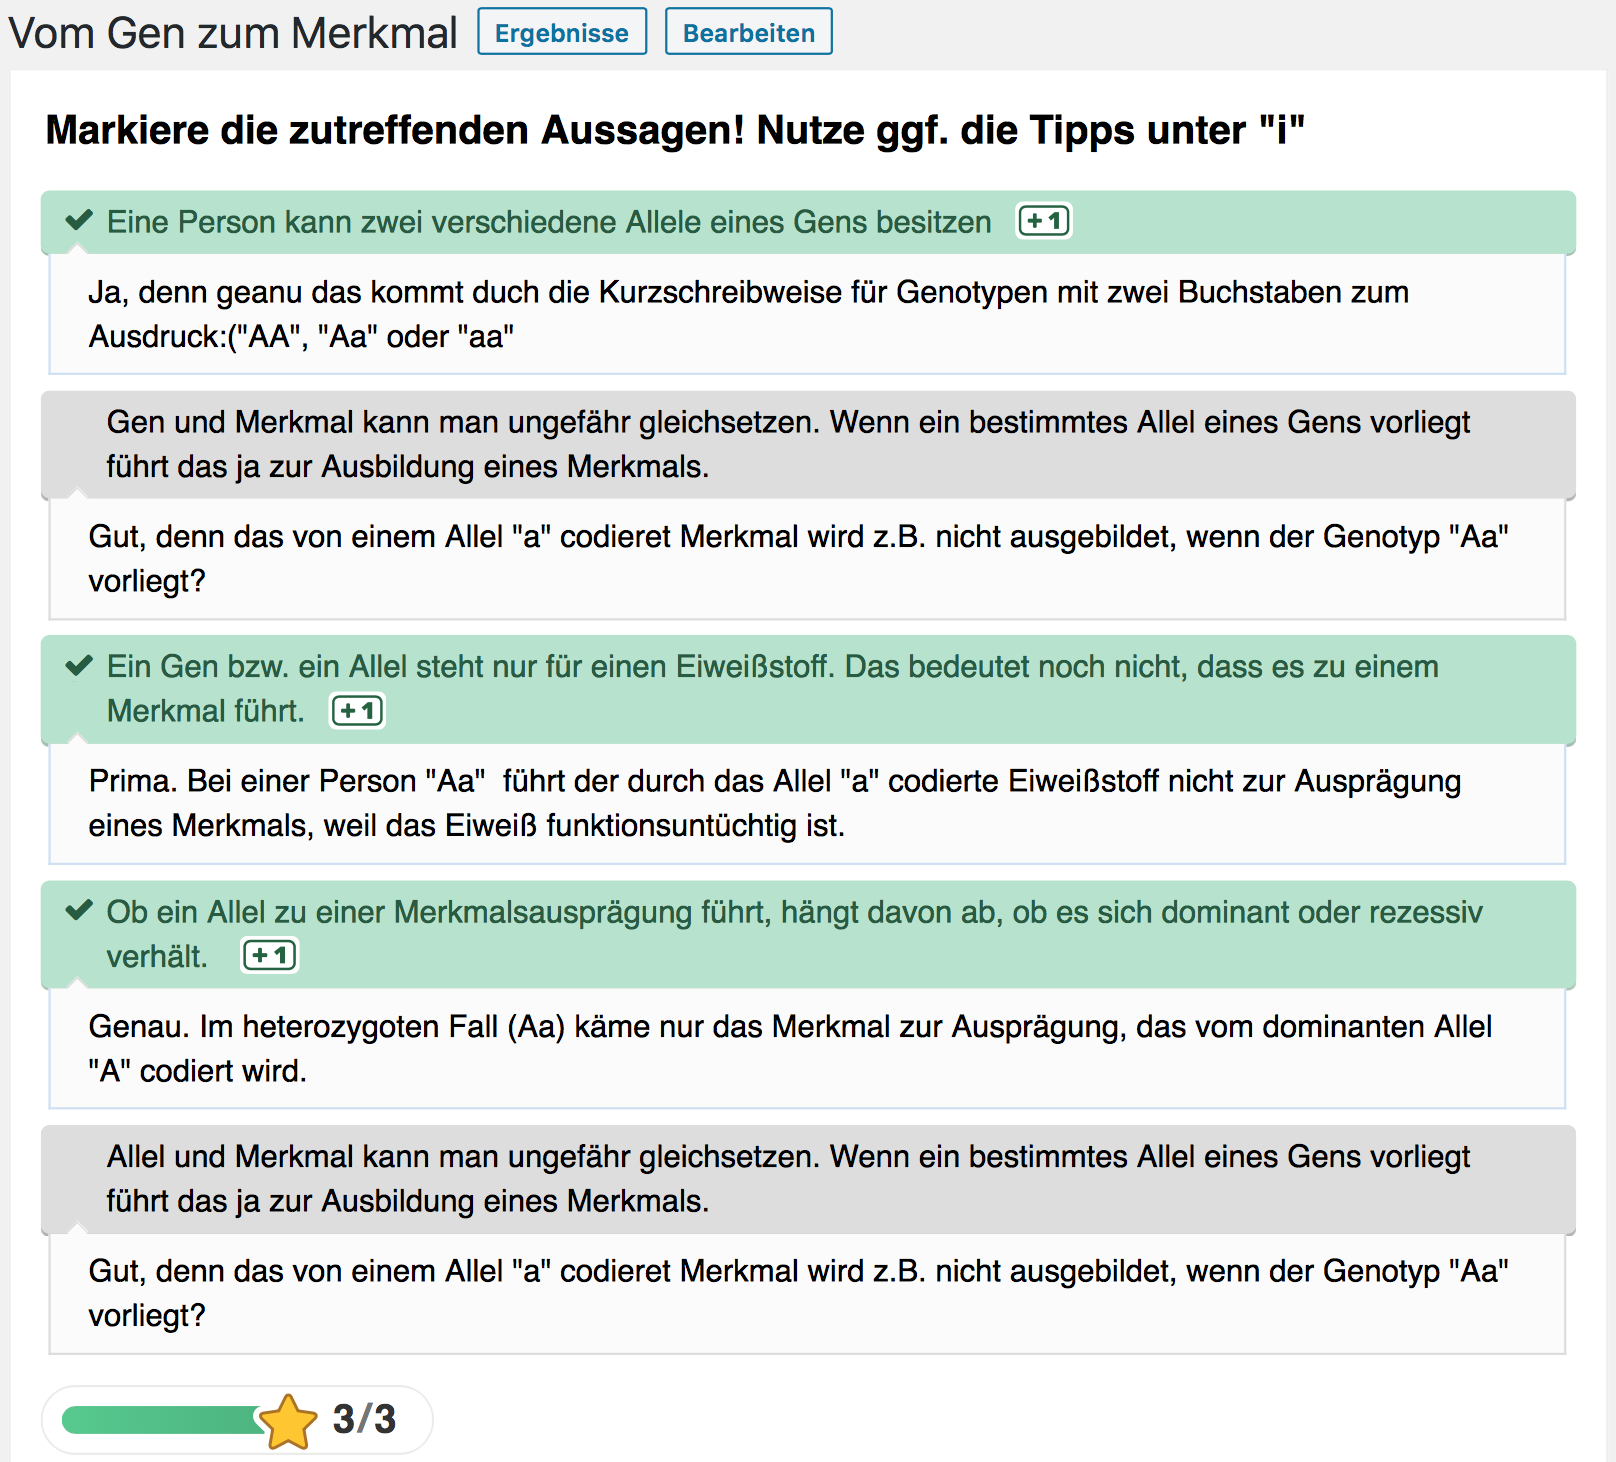 Vom Gen zum Merkmal Ergebnisse Bearbeiten
Markiere die zutreffenden Aussagen! Nutze ggf. die Tipps unter "i"
Eine Person kann zwei verschiedene Allele eines Gens besitzen +1
Ja, denn geanu das kommt duch die Kurzschreibweise für Genotypen mit zwei Buchstaben zum
Ausdruck:("AA", "Aa" oder "aa"
Gen und Merkmal kann man ungefähr gleichsetzen. Wenn ein bestimmtes Allel eines Gens vorliegt
führt das ja zur Ausbildung eines Merkmals.
Gut, denn das von einem Allel "a" codieret Merkmal wird z.B. nicht ausgebildet, wenn der Genotyp "Aa"
vorliegt?
Ein Gen bzw. ein Allel steht nur für einen Eiweißstoff. Das bedeutet noch nicht, dass es zu einem
Merkmal führt. +1
Prima. Bei einer Person "Aa"  führt der durch das Allel "a" codierte Eiweißstoff nicht zur Ausprägung
eines Merkmals, weil das Eiweiß funktionsuntüchtig ist.
Ob ein Allel zu einer Merkmalsausprägung führt, hängt davon ab, ob es sich dominant oder rezessiv
verhält. +1
Genau. Im heterozygoten Fall (Aa) käme nur das Merkmal zur Ausprägung, das vom dominanten Allel
"A" codiert wird.
Allel und Merkmal kann man ungefähr gleichsetzen. Wenn ein bestimmtes Allel eines Gens vorliegt
führt das ja zur Ausbildung eines Merkmals.
Gut, denn das von einem Allel "a" codieret Merkmal wird z.B. nicht ausgebildet, wenn der Genotyp "Aa"
vorliegt?
3/3